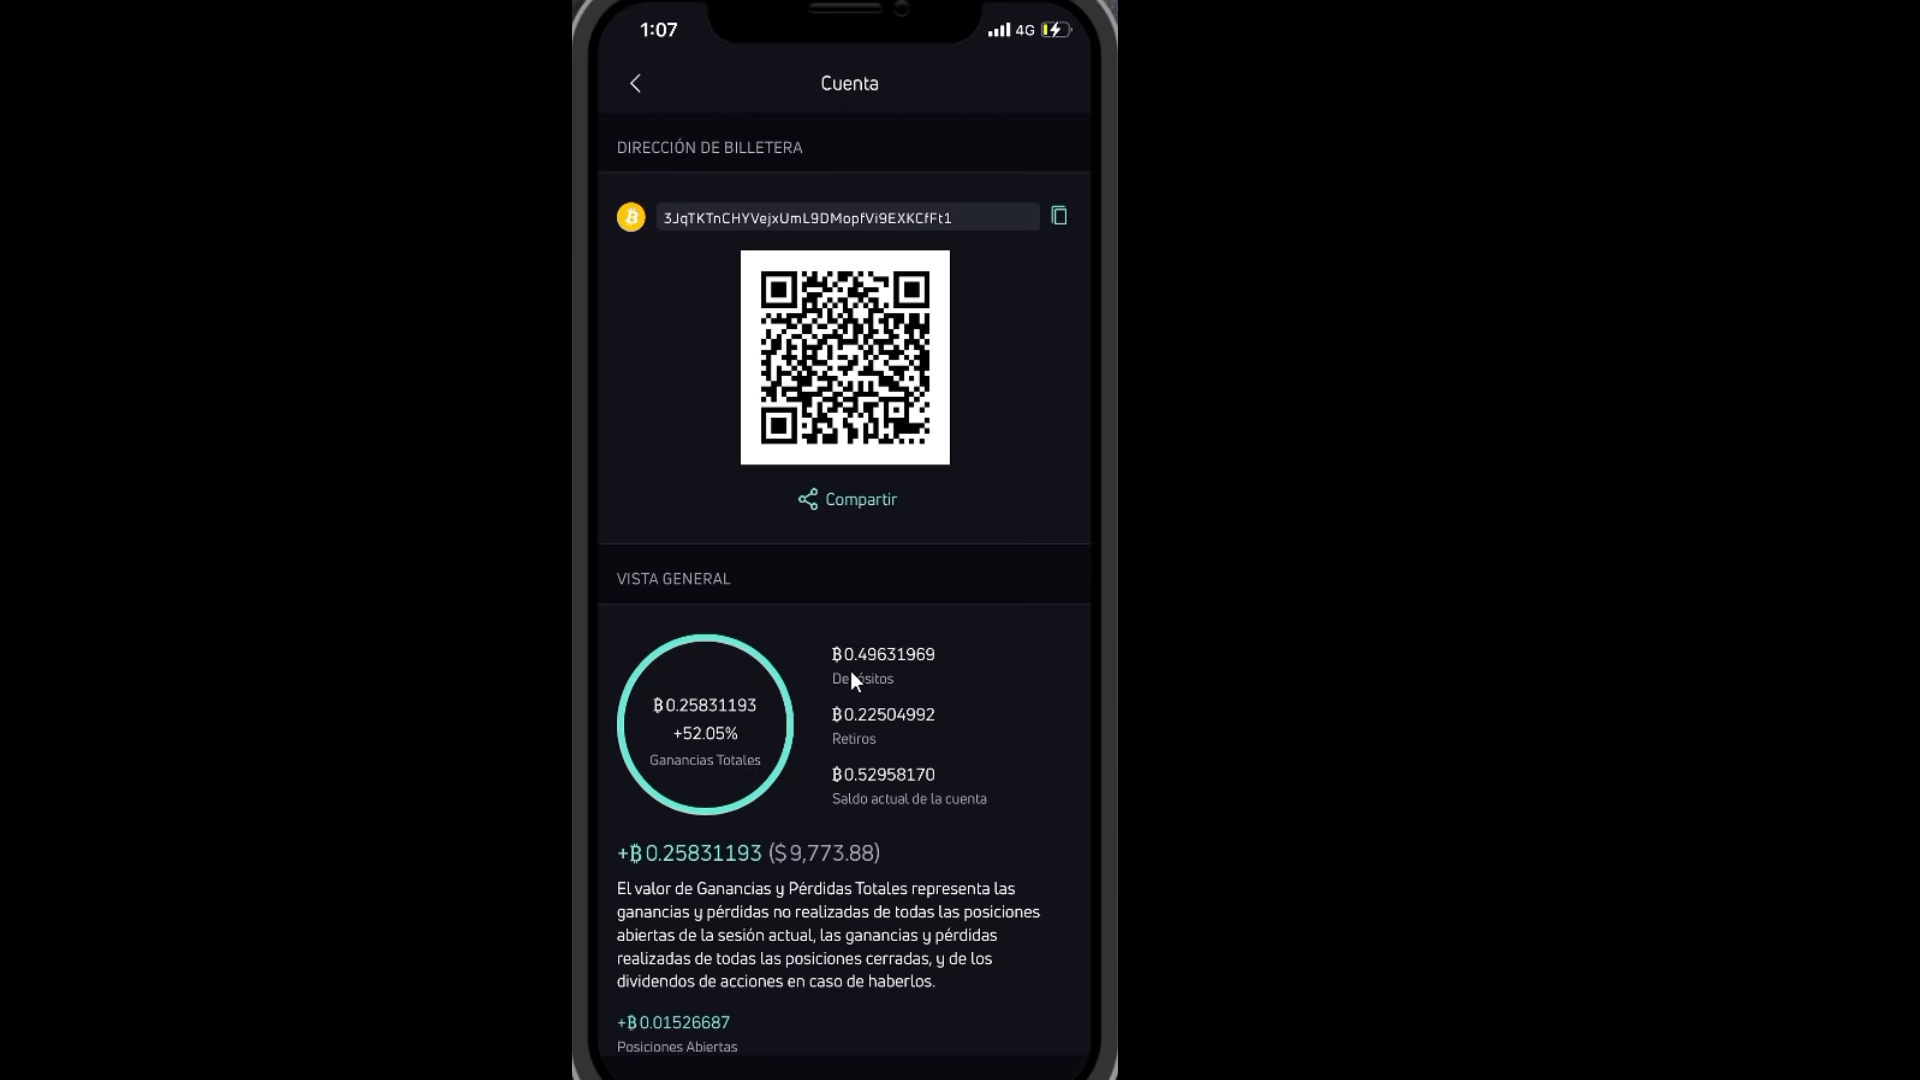 1:07
4G
Cuenta
DIRECCIÓN DE BILLETERA
3JqTKTnCHYVejxUmL9DMopfVi9EXKCfFt1
Compartir
VISTA GENERAL
₿0.49631969
₿0.22504992
Retiros
₿0.52958170
Saldo actual de la cuenta
₿0.25831193
+52.05%
Ganancias Totales
+₿0.25831193 ($9,773.88)
El valor de Ganancias y Pérdidas Totales representa las
ganancias y pérdidas no realizadas de todas las posiciones
abiertas de la sesión actual, las ganancias y pérdidas
realizadas de todas las posiciones cerradas, y de los
dividendos de acciones en caso de haberlos.
+₿0.01526687
Posiciones Abiertas